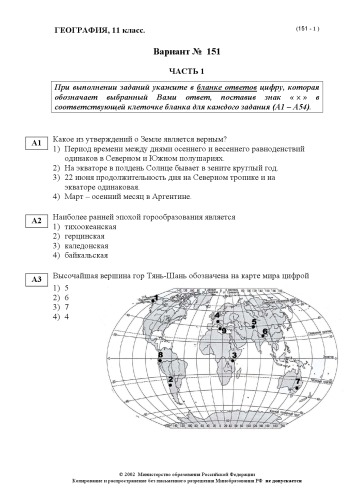 ГЕОГРАФИЯ, 11 класс.
(151 - 1 )
Вариант № 151
ЧАСТЬ 1
При выполнении заданий укажите в бланке ответов цифру, которая
обозначает выбранный Вами ответ, поставив знак « × » в
соответствующей клеточке бланка для каждого задания (А1 – А54).
А1
Какое из утверждений о Земле является верным?
1) Период времени между днями осеннего и весеннего равноденствий
одинаков в Северном и Южном полушариях.
2) На экваторе в полдень Солнце бывает в зените круглый год.
3) 22 июня продолжительность дня на Северном тропике и на
экваторе одинаковая.
4) Март – осенний месяц в Аргентине.
А2
Наиболее ранней эпохой горообразования является
1) тихоокеанская
2) герцинская
3) каледонская
4) байкальская
А3
Высочайшая вершина гор Тянь-Шань обозначена на карте мира цифрой
1) 5
2) 6
3) 7
4) 4
1
4
9
5
6
8
3
2
7
© 2002 Министерство образования Российской Федерации
Копирование и распространение без письменного разрешения Минобразования РФ не допускается